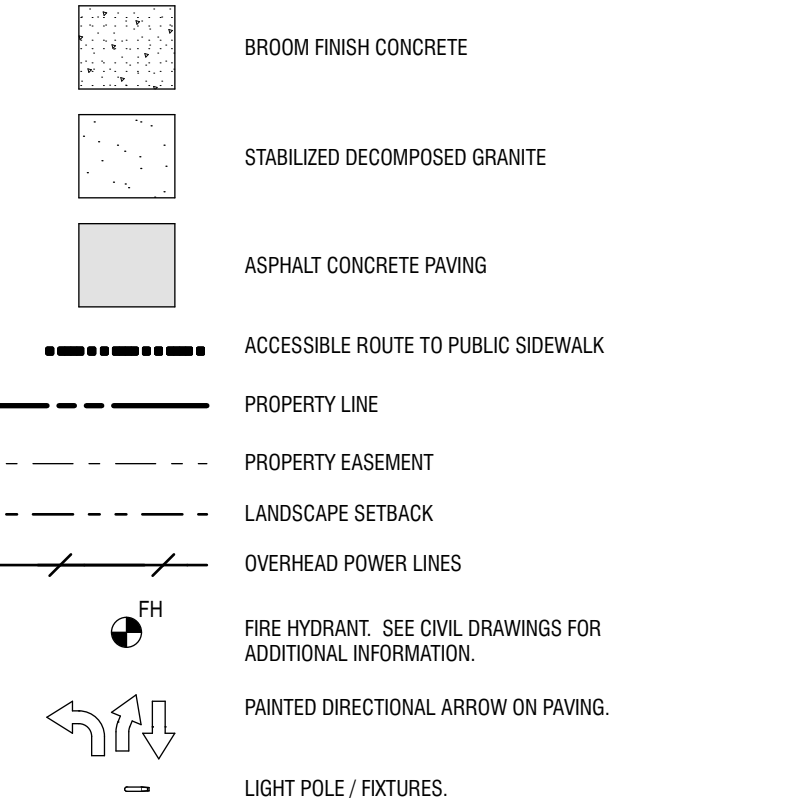 BROOM FINISH CONCRETE
STABILIZED DECOMPOSED GRANITE
ASPHALT CONCRETE PAVING
ACCESSIBLE ROUTE TO PUBLIC SIDEWALK
PROPERTY LINE
PROPERTY EASEMENT
LANDSCAPE SETBACK
OVERHEAD POWER LINES
FH
FIRE HYDRANT. SEE CIVIL DRAWINGS FOR
ADDITIONAL INFORMATION.
PAINTED DIRECTIONAL ARROW ON PAVING.
LIGHT POLE / FIXTURES.